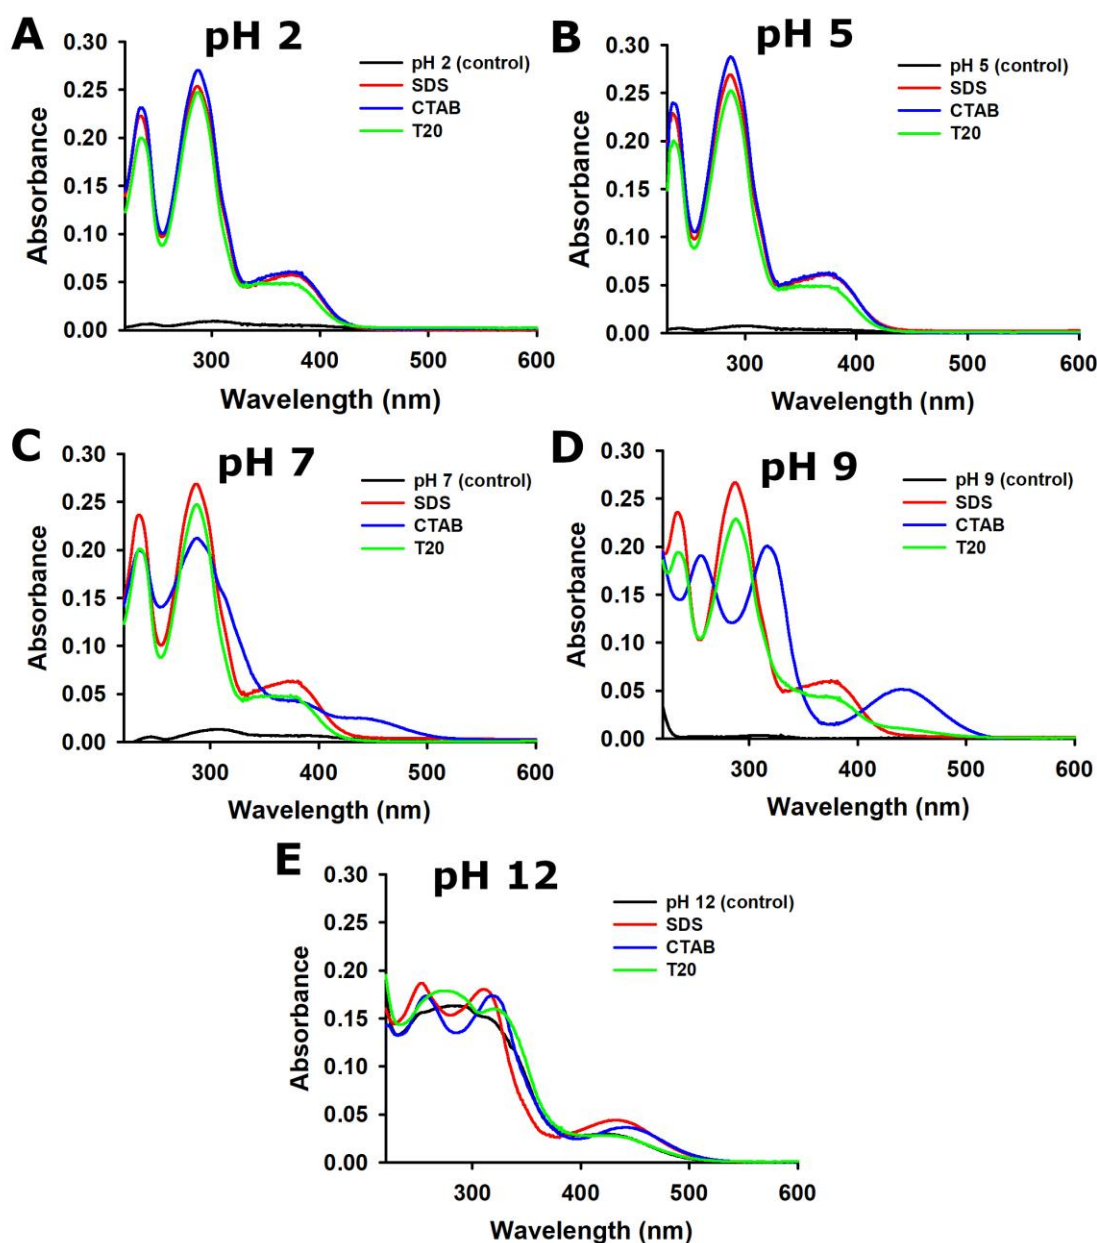 A
pH 2
0.30
0.25
0.20
0.15
0.10
0.05
0.00
Absorbance
pH 2 (control)
SDS
CTAB
T20
300 400 500 600
Wavelength (nm)
B
pH 5
0.30
0.25
0.20
0.15
0.10
0.05
0.00
Absorbance
pH 5 (control)
SDS
CTAB
T20
300 400 500 600
Wavelength (nm)
C
pH 7
0.30
0.25
0.20
0.15
0.10
0.05
0.00
Absorbance
pH 7 (control)
SDS
CTAB
T20
300 400 500 600
Wavelength (nm)
D
pH 9
0.30
0.25
0.20
0.15
0.10
0.05
0.00
Absorbance
pH 9 (control)
SDS
CTAB
T20
300 400 500 600
Wavelength (nm)
E
pH 12
0.30
0.25
0.20
0.15
0.10
0.05
0.00
Absorbance
pH 12 (control)
SDS
CTAB
T20
300 400 500 600
Wavelength (nm)